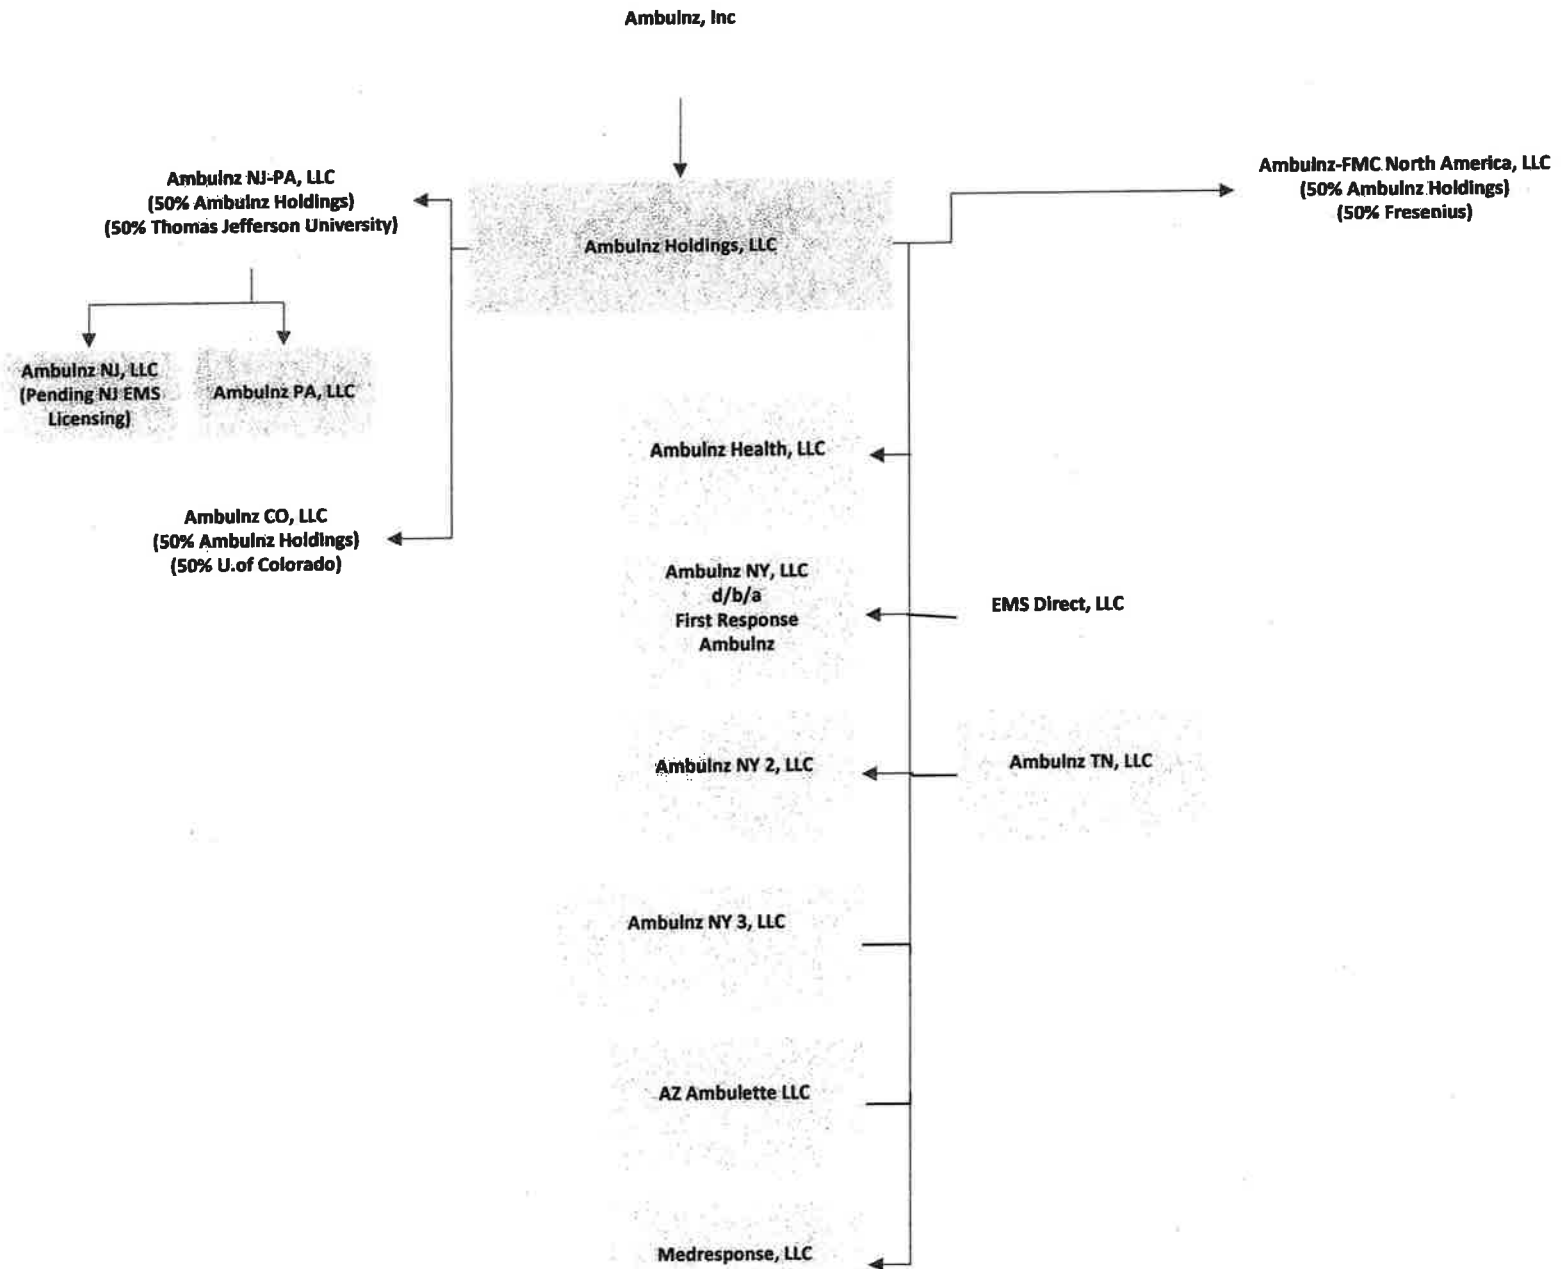 Ambulnz, Inc
Ambulnz NJ-PA, LLC
(50% Ambulnz Holdings)
(50% Thomas Jefferson University)
Ambulnz Holdings, LLC
Ambulnz-FMC North America, LLC
(50% Ambulnz Holdings)
(50% Fresenius)
Ambulnz NJ, LLC
(Pending NJ EMS
Licensing)
Ambulnz PA, LLC
Ambulnz Health, LLC
Ambulnz CO, LLC
(50% Ambulnz Holdings)
(50% U.of Colorado)
Ambulnz NY, LLC
d/b/a
First Response
Ambulnz
EMS Direct, LLC
Ambulnz NY 2, LLC
Ambulnz TN, LLC
Ambulnz NY 3, LLC
AZ Ambulette LLC
Medresponse, LLC